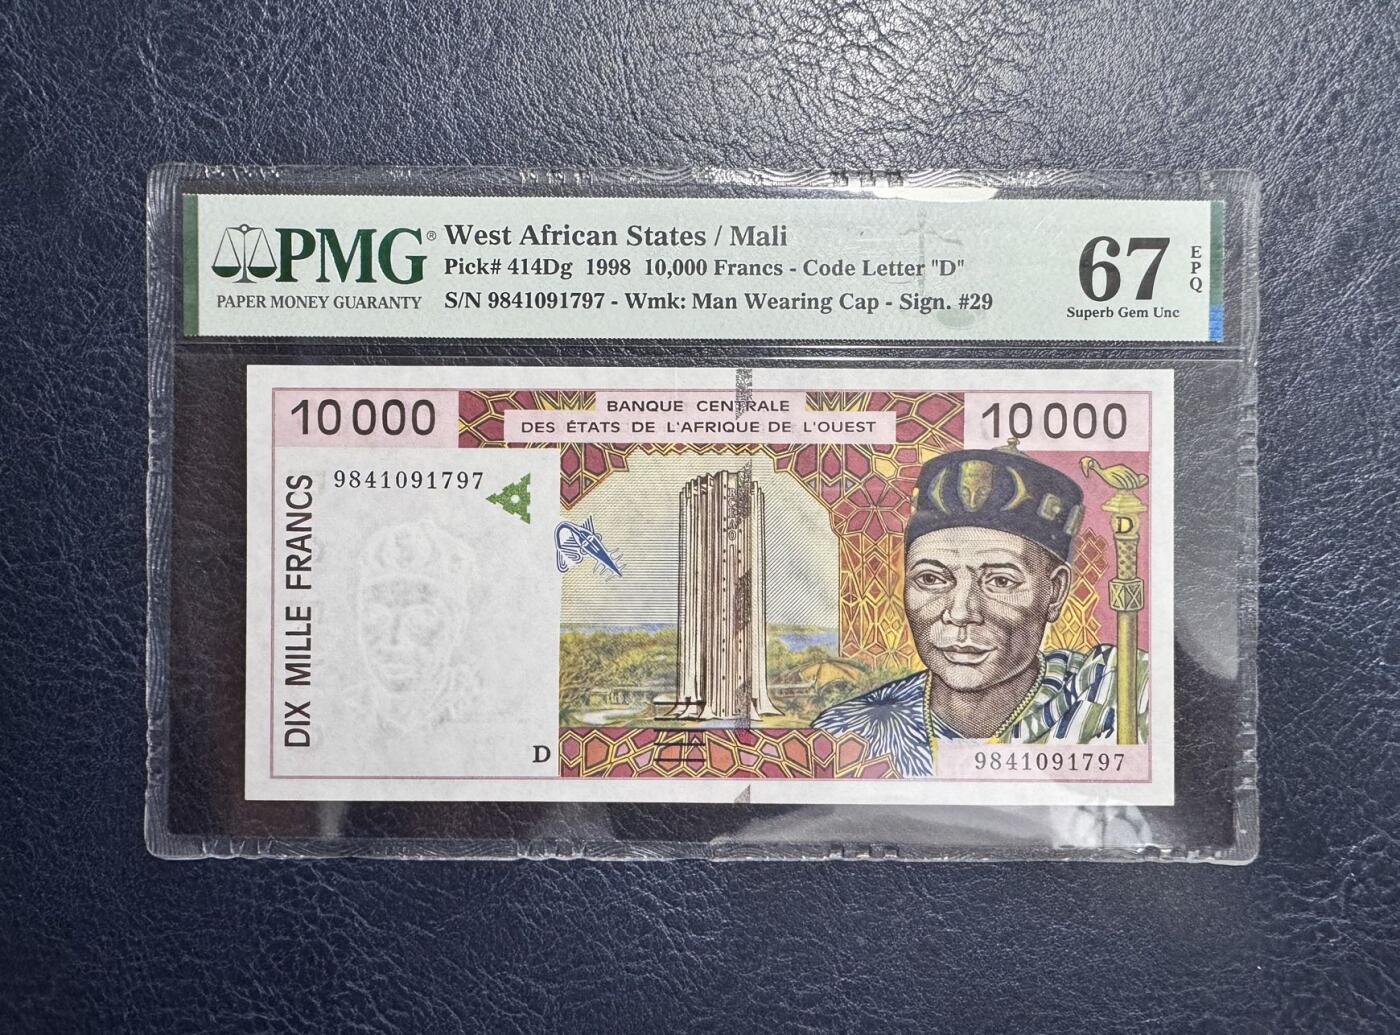 PMG®
PAPER MONEY GUARANTY
West African States / Mali
Pick# 414Dg 1998 10,000 Francs - Code Letter "D"
S/N 9841091797 - Wmk: Man Wearing Cap - Sign. #29
67
EPQ
Superb Gem Unc
10 000
BANQUE CENTRALE
DES ÉTATS DE L'AFRIQUE DE L'OUEST
10 000
9841091797
DIX MILLE FRANCS
D
D
9841091797